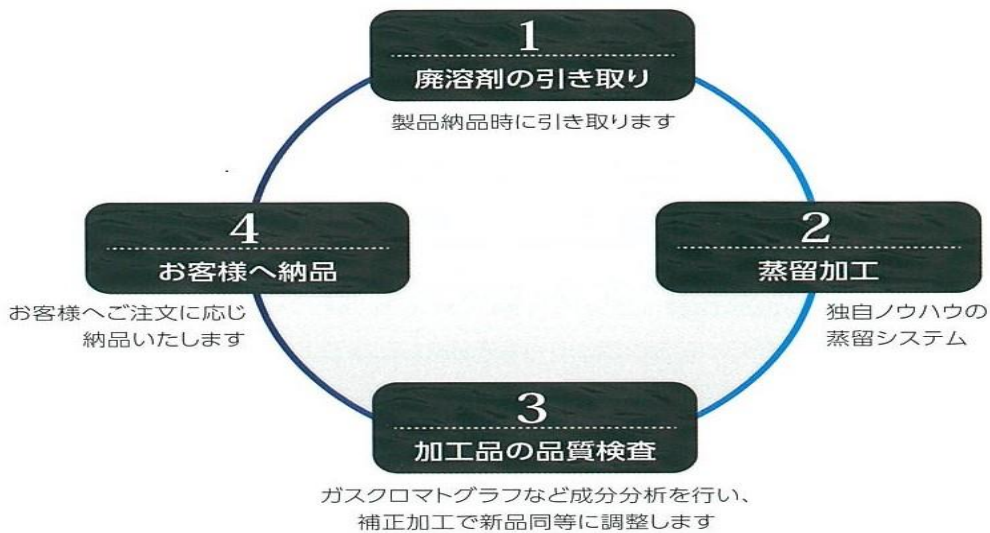 1
廃溶剤の引き取り
製品納品時に引き取ります
2
蒸留加工
独自ノウハウの
蒸留システム
3
加工品の品質検査
ガスクロマトグラフなど成分分析を行い、
補正加工で新品同等に調整します
4
お客様へ納品
お客様へご注文に応じ
納品いたします